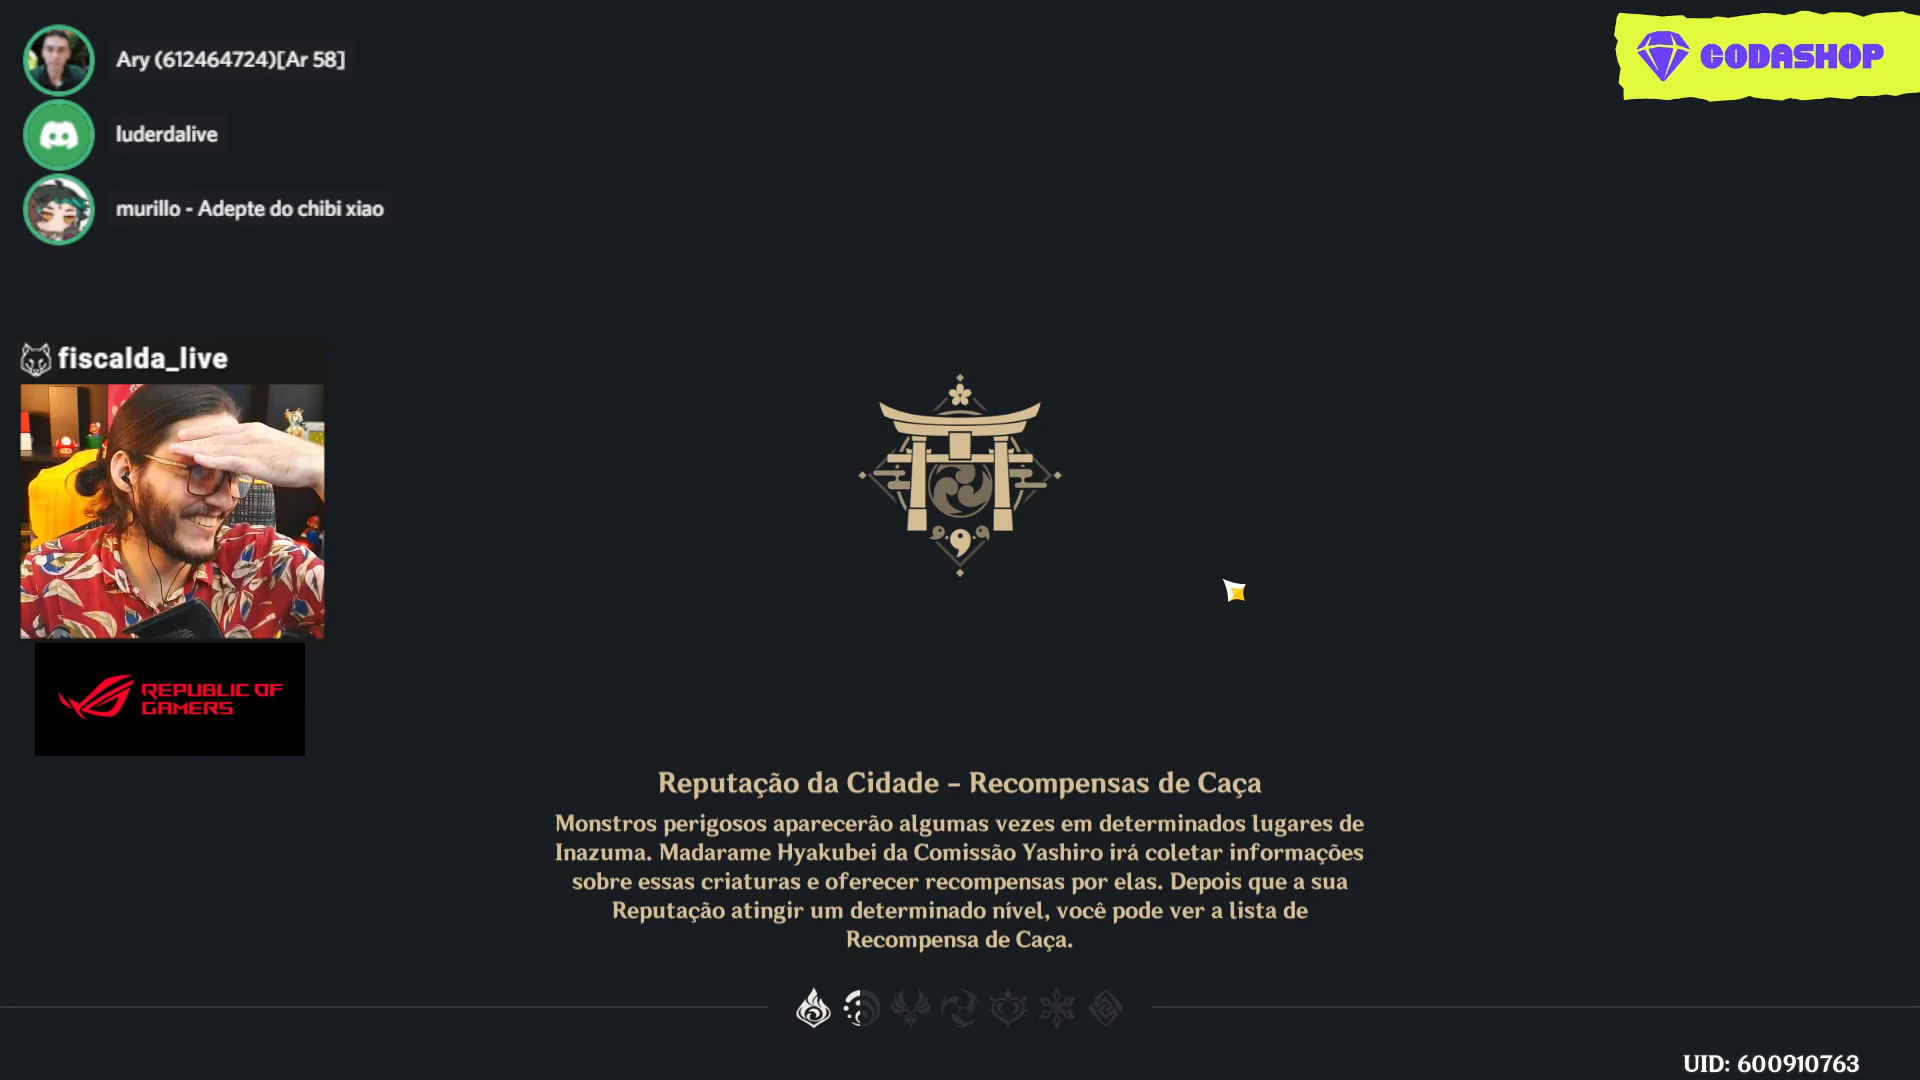 Ary (612464724)[Ar 58]
CODASHOP
luderdalive
murillo - Adepte do chibi xiao
fiscalda_live
REPUBLIC OF
GAMERS
Reputação da Cidade – Recompensas de Caça
Monstros perigosos aparecerão algumas vezes em determinados lugares de
Inazuma. Madarame Hyakubei da Comissão Yashiro irá coletar informações
sobre essas criaturas e oferecer recompensas por elas. Depois que a sua
Reputação atingir um determinado nível, você pode ver a lista de
Recompensa de Caça.
UID: 600910763